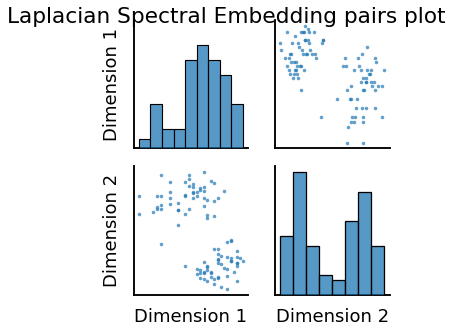 Laplacian Spectral Embedding pairs plot
Dimension 1
Dimension 2
Dimension 1
Dimension 2